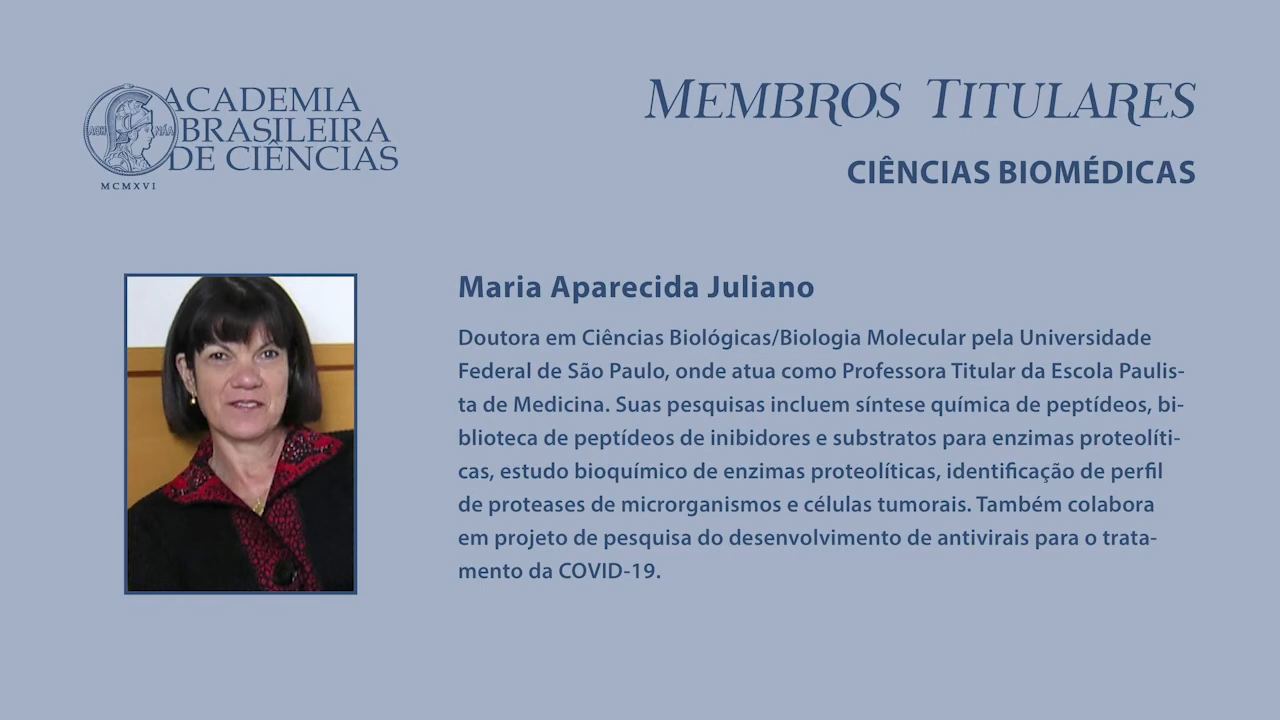 ACADEMIA
BRASILEIRA
DE CIÊNCIAS
MCMXVI
MEMBROS TITULARES
CIÊNCIAS BIOMÉDICAS
Maria Aparecida Juliano
Doutora em Ciências Biológicas/Biologia Molecular pela Universidade
Federal de São Paulo, onde atua como Professora Titular da Escola Paulis-
ta de Medicina. Suas pesquisas incluem síntese química de peptídeos, bi-
blioteca de peptídeos de inibidores e substratos para enzimas proteolíti-
cas, estudo bioquímico de enzimas proteolíticas, identificação de perfil
de proteases de microrganismos e células tumorais. Também colabora
em projeto de pesquisa do desenvolvimento de antivirais para o trata-
mento da COVID-19.